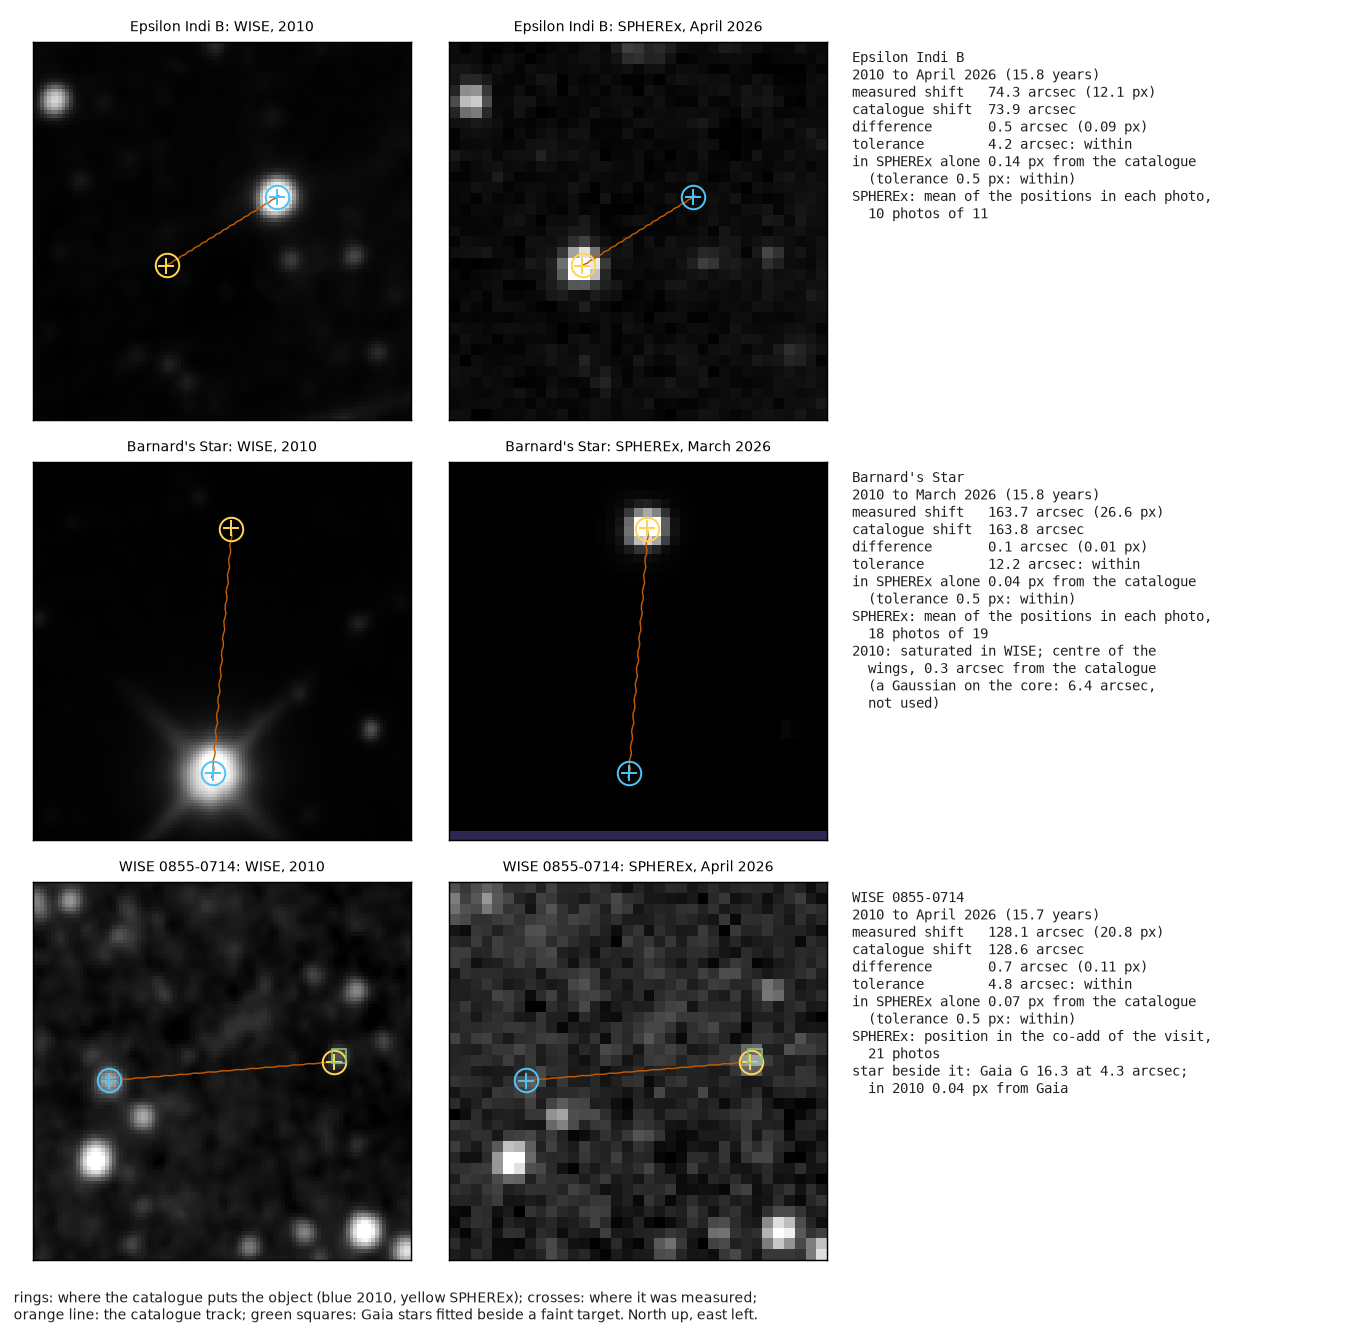 Epsilon Indi B: WISE, 2010
Epsilon Indi B: SPHEREx, April 2026
Epsilon Indi B
2010 to April 2026 (15.8 years)
measured shift 74.3 arcsec (12.1 px)
catalogue shift 73.9 arcsec
difference 0.5 arcsec (0.09 px)
tolerance 4.2 arcsec: within
in SPHEREx alone 0.14 px from the catalogue
(tolerance 0.5 px: within)
SPHEREx: mean of the positions in each photo,
10 photos of 11
Barnard's Star: WISE, 2010
Barnard's Star: SPHEREx, March 2026
Barnard's Star
2010 to March 2026 (15.8 years)
measured shift 163.7 arcsec (26.6 px)
catalogue shift 163.8 arcsec
difference 0.1 arcsec (0.01 px)
tolerance 12.2 arcsec: within
in SPHEREx alone 0.04 px from the catalogue
(tolerance 0.5 px: within)
SPHEREx: mean of the positions in each photo,
18 photos of 19
2010: saturated in WISE; centre of the
wings, 0.3 arcsec from the catalogue
(a Gaussian on the core: 6.4 arcsec,
not used)
WISE 0855-0714: WISE, 2010
WISE 0855-0714: SPHEREx, April 2026
WISE 0855-0714
2010 to April 2026 (15.7 years)
measured shift 128.1 arcsec (20.8 px)
catalogue shift 128.6 arcsec
difference 0.7 arcsec (0.11 px)
tolerance 4.8 arcsec: within
in SPHEREx alone 0.07 px from the catalogue
(tolerance 0.5 px: within)
SPHEREx: position in the co-add of the visit,
21 photos
star beside it: Gaia G 16.3 at 4.3 arcsec;
in 2010 0.04 px from Gaia
rings: where the catalogue puts the object (blue 2010, yellow SPHEREx); crosses: where it was measured;
orange line: the catalogue track; green squares: Gaia stars fitted beside a faint target. North up, east left.